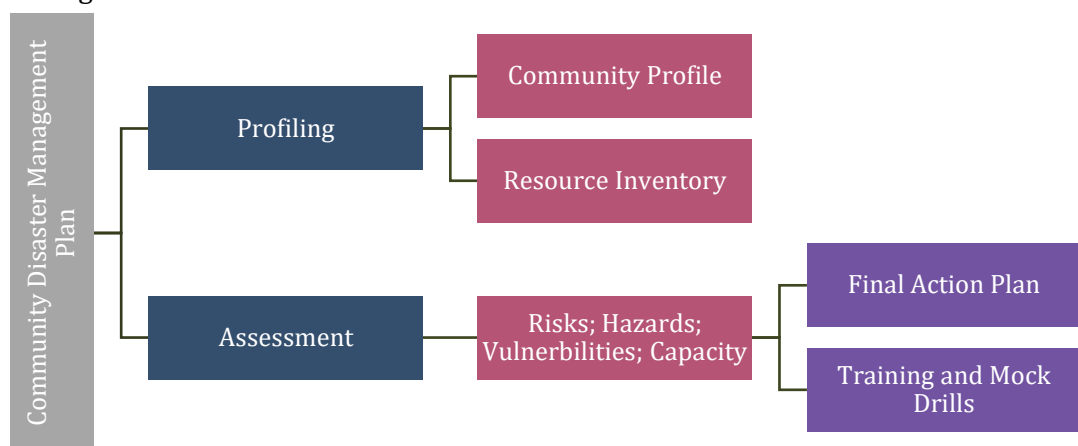 Community Disaster Management
Plan
Profiling
Community Profile
Resource Inventory
Assessment
Risks; Hazards;
Vulnerbilities; Capacity
Final Action Plan
Training and Mock
Drills